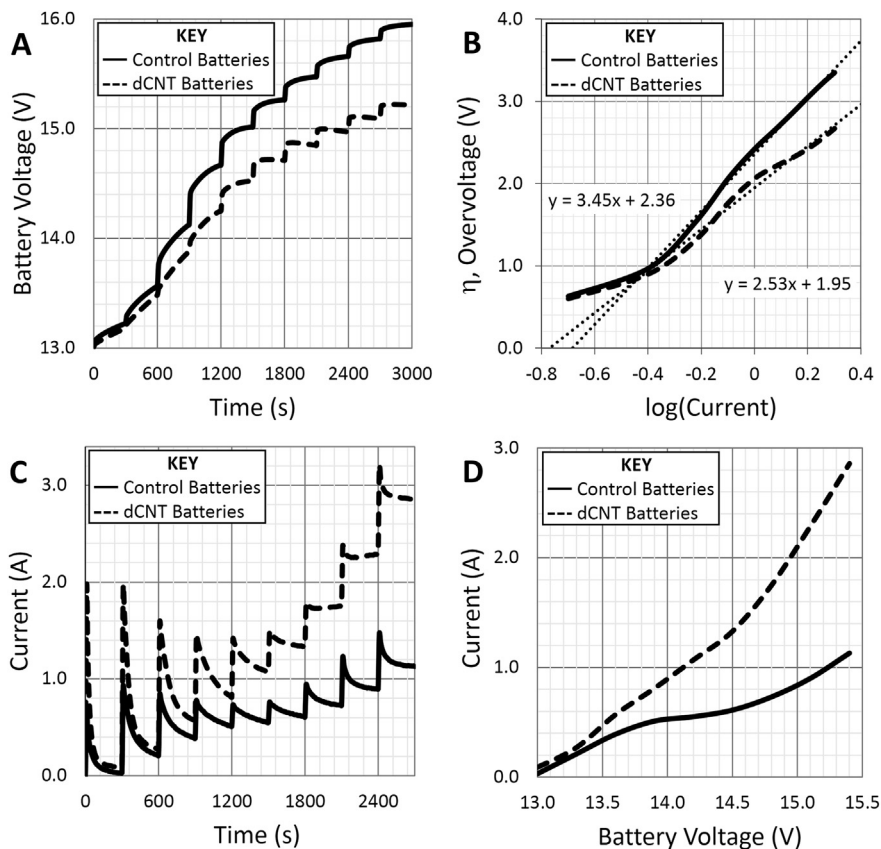 A
KEY
Control Batteries
dCNT Batteries
Battery Voltage (V)
16.0
15.0
14.0
13.0
0 600 1200 1800 2400 3000
Time (s)
B
KEY
Control Batteries
dCNT Batteries
η, Overvoltage (V)
4.0
3.0
2.0
1.0
0.0
y = 3.45x + 2.36
y = 2.53x + 1.95
-0.8 -0.6 -0.4 -0.2 0 0.2 0.4
log(Current)
C
KEY
Control Batteries
dCNT Batteries
Current (A)
3.0
2.0
1.0
0.0
0 600 1200 1800 2400
Time (s)
D
KEY
Control Batteries
dCNT Batteries
Current (A)
3.0
2.0
1.0
0.0
13.0 13.5 14.0 14.5 15.0 15.5
Battery Voltage (V)